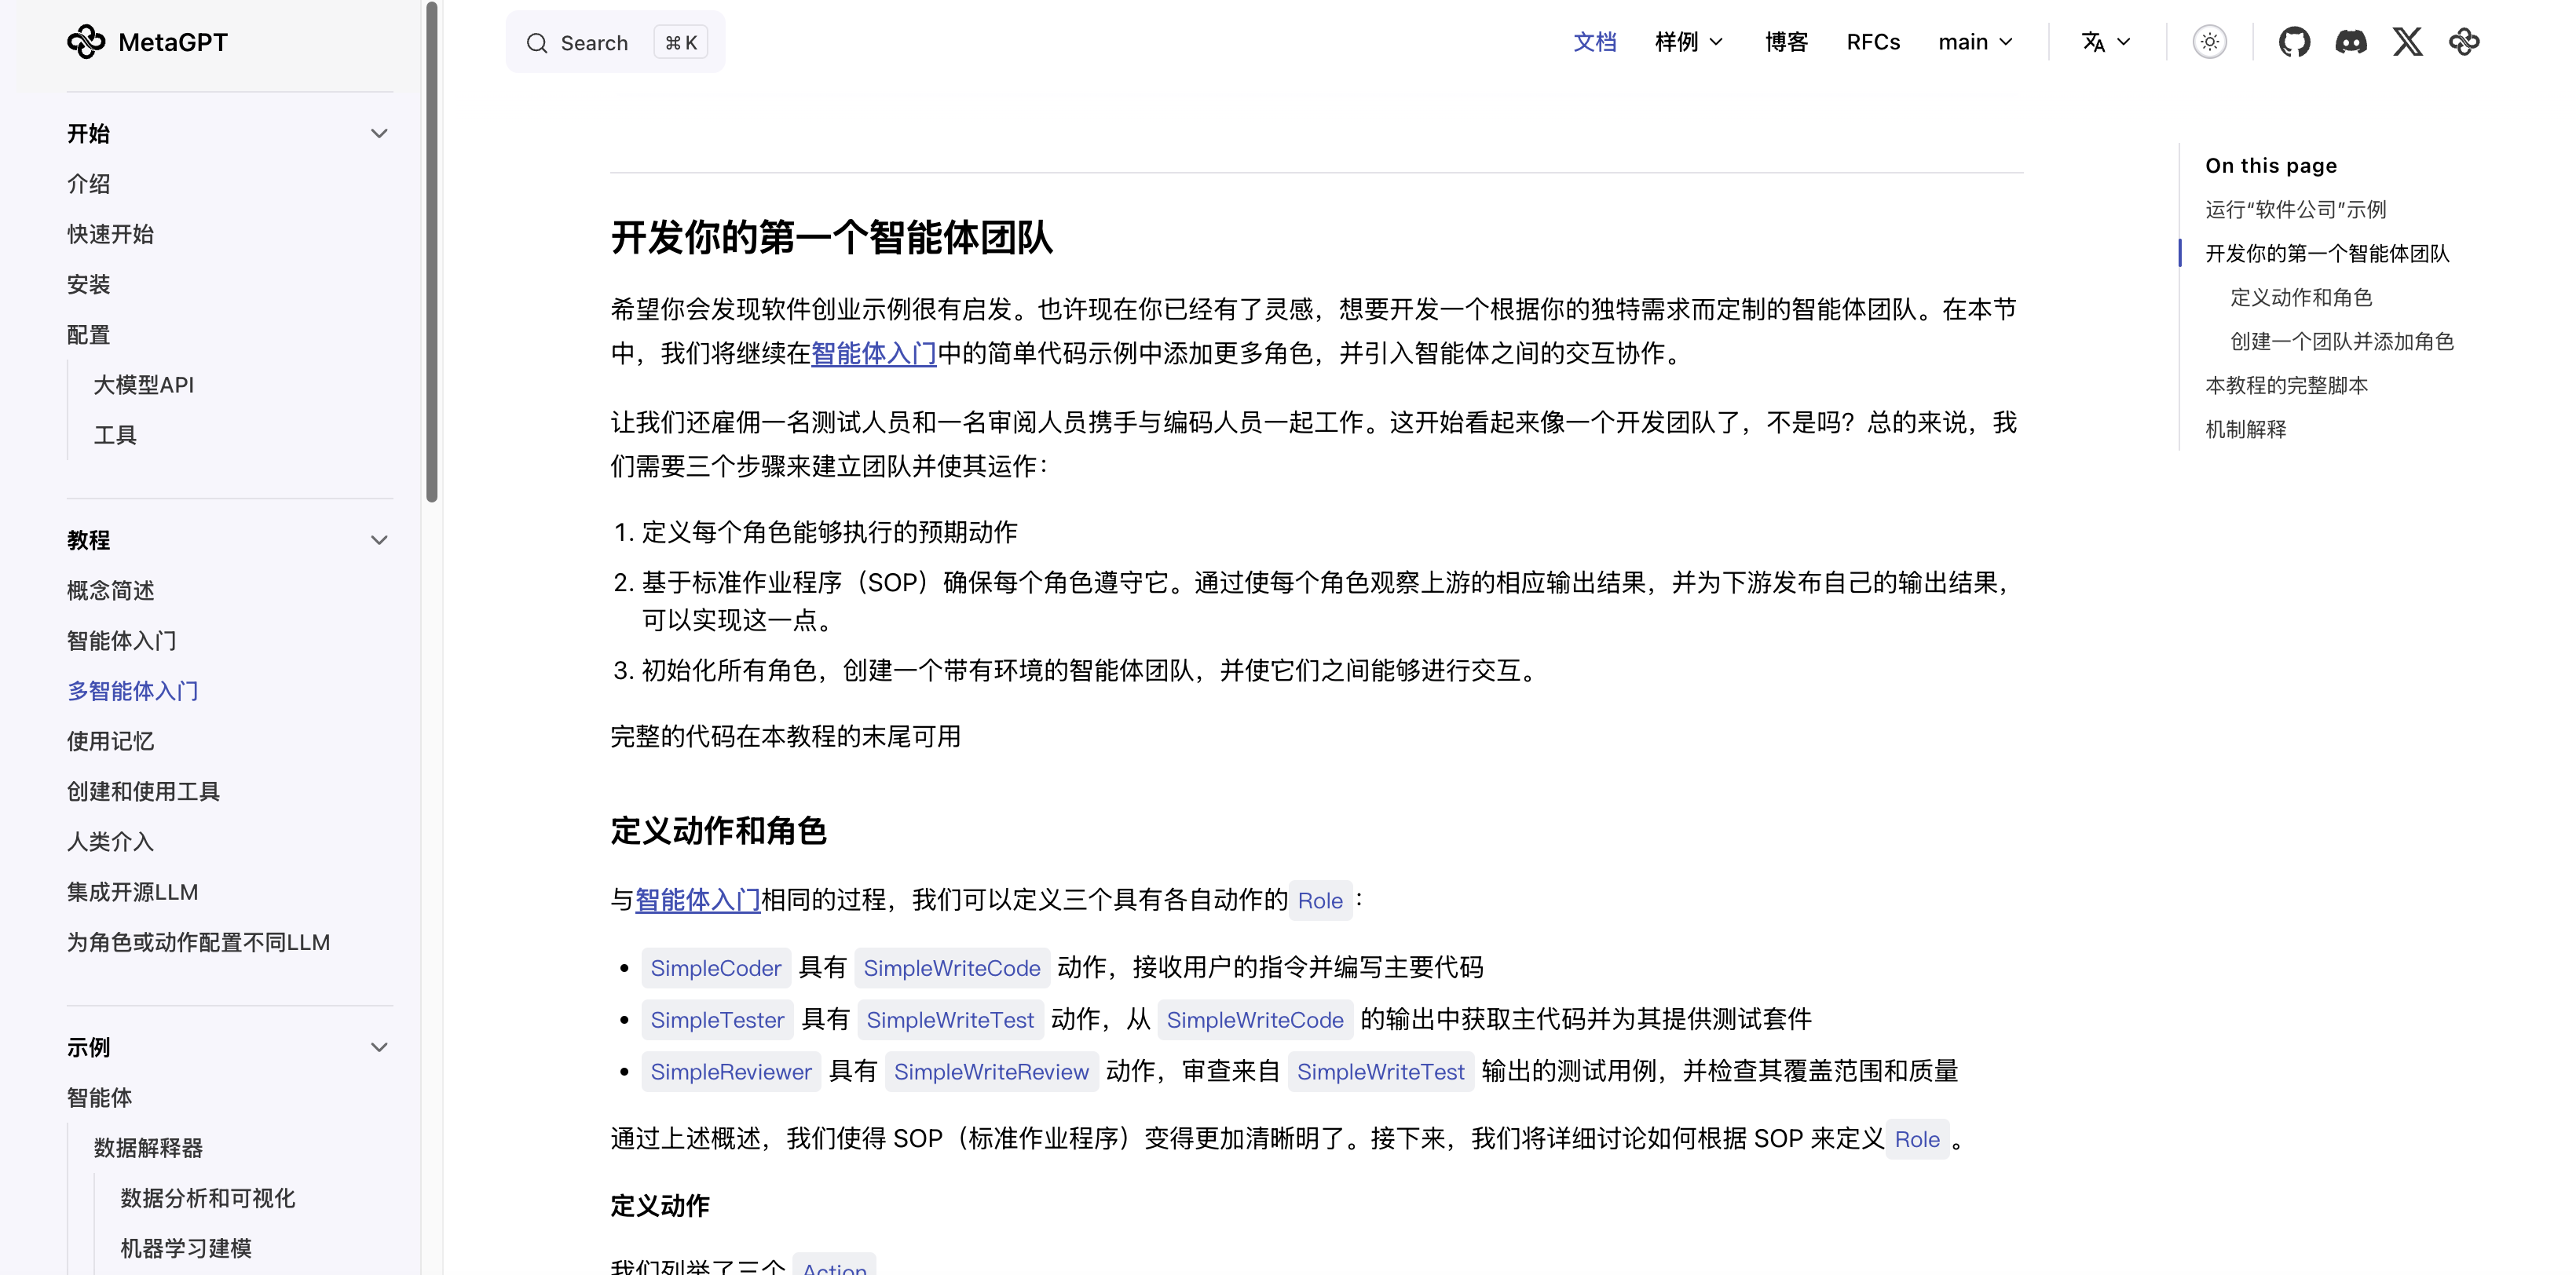 MetaGPT
Search ⌘ K
文档 样例 博客 RFCs main
开始
介绍
快速开始
安装
配置
大模型API
工具
教程
概念简述
智能体入门
多智能体入门
使用记忆
创建和使用工具
人类介入
集成开源LLM
为角色或动作配置不同LLM
示例
智能体
数据解释器
数据分析和可视化
机器学习建模
开发你的第一个智能体团队
希望你会发现软件创业示例很有启发。也许现在你已经有了灵感，想要开发一个根据你的独特需求而定制的智能体团队。在本节
中，我们将继续在智能体入门中的简单代码示例中添加更多角色，并引入智能体之间的交互协作。
让我们还雇佣一名测试人员和一名审阅人员携手与编码人员一起工作。这开始看起来像一个开发团队了，不是吗？总的来说，我
们需要三个步骤来建立团队并使其运作：
1. 定义每个角色能够执行的预期动作
2. 基于标准作业程序（SOP）确保每个角色遵守它。通过使每个角色观察上游的相应输出结果，并为下游发布自己的输出结果，
可以实现这一点。
3. 初始化所有角色，创建一个带有环境的智能体团队，并使它们之间能够进行交互。
完整的代码在本教程的末尾可用
定义动作和角色
与智能体入门相同的过程，我们可以定义三个具有各自动作的 Role：
• SimpleCoder 具有 SimpleWriteCode 动作，接收用户的指令并编写主要代码
• SimpleTester 具有 SimpleWriteTest 动作，从 SimpleWriteCode 的输出中获取主代码并为其提供测试套件
• SimpleReviewer 具有 SimpleWriteReview 动作，审查来自 SimpleWriteTest 输出的测试用例，并检查其覆盖范围和质量
通过上述概述，我们使得 SOP（标准作业程序）变得更加清晰明了。接下来，我们将详细讨论如何根据 SOP 来定义 Role。
定义动作
我们列举了三个 Action
On this page
运行“软件公司”示例
开发你的第一个智能体团队
定义动作和角色
创建一个团队并添加角色
本教程的完整脚本
机制解释